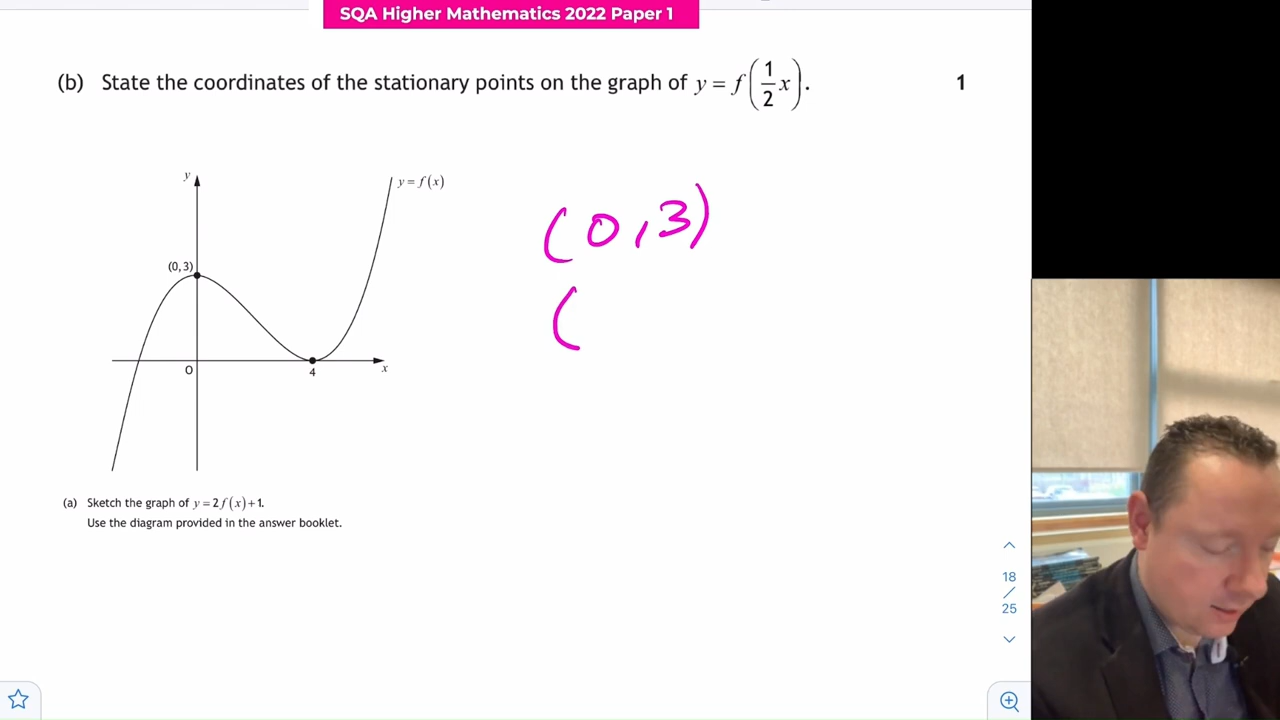 SQA Higher Mathematics 2022 Paper 1
(b) State the coordinates of the stationary points on the graph of y = f(1/2 x). 1
y
y = f(x)
(0,3)
(0,3)
(
O
4
x
(a) Sketch the graph of y = 2f(x)+1.
Use the diagram provided in the answer booklet.
18
/
25